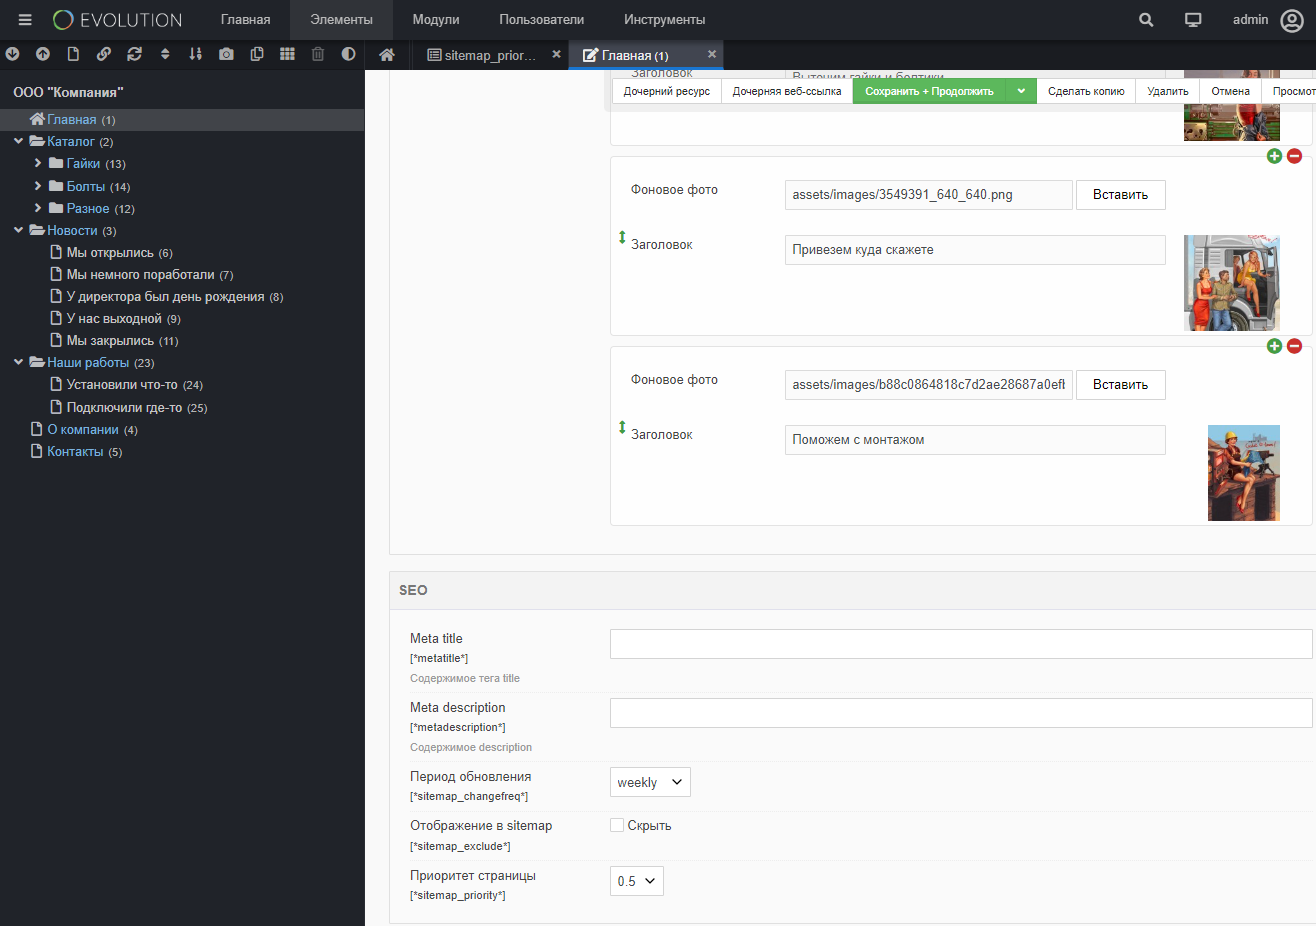 EVOLUTION
Главная
Элементы
Модули
Пользователи
Инструменты
admin
sitemap_prior...
Главная (1)
ООО "Компания"
Главная (1)
Каталог (2)
Гайки (13)
Болты (14)
Разное (12)
Новости (3)
Мы открылись (6)
Мы немного поработали (7)
У директора был день рождения (8)
У нас выходной (9)
Мы закрылись (11)
Наши работы (23)
Установили что-то (24)
Подключили где-то (25)
О компании (4)
Контакты (5)
Заголовок
Выточим гайки и болтики
Дочерний ресурс
Дочерняя веб-ссылка
Сохранить + Продолжить
Сделать копию
Удалить
Отмена
Просмот
Фоновое фото
assets/images/3549391_640_640.png
Вставить
Заголовок
Привезем куда скажете
Фоновое фото
assets/images/b88c0864818c7d2ae28687a0efb
Вставить
Заголовок
Поможем с монтажом
SEO
Meta title
[*metatitle*]
Содержимое тега title
Meta description
[*metadescription*]
Содержимое description
Период обновления
[*sitemap_changefreq*]
weekly
Отображение в sitemap
[*sitemap_exclude*]
Скрыть
Приоритет страницы
[*sitemap_priority*]
0.5